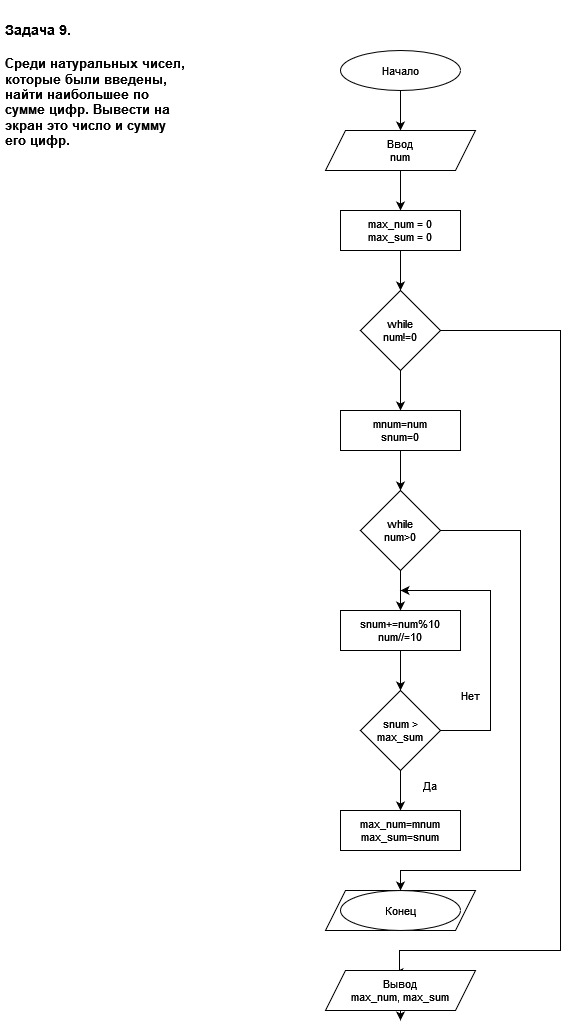 Задача 9.
Среди натуральных чисел,
которые были введены,
найти наибольшее по
сумме цифр. Вывести на
экран это число и сумму
его цифр.
Начало
Ввод
num
max_num = 0
max_sum = 0
while
num!=0
mnum=num
snum=0
while
num>0
snum+=num%10
num//=10
Нет
snum >
max_sum
Да
max_num=mnum
max_sum=snum
Конец
Вывод
max_num, max_sum